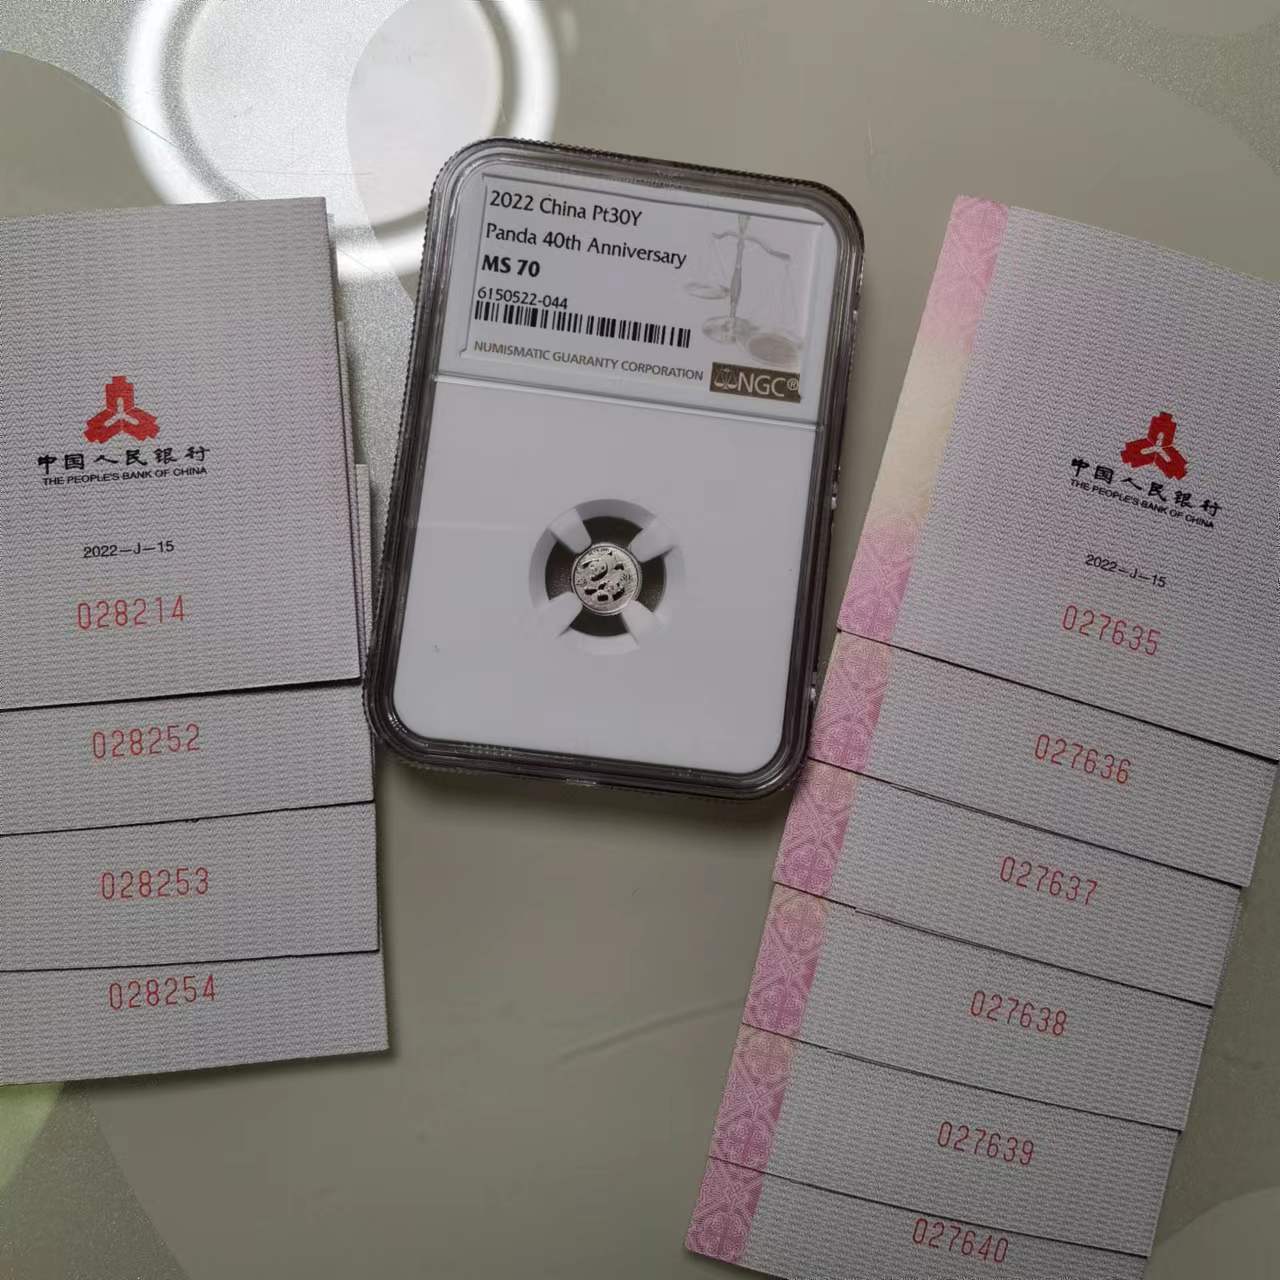 中国人民银行
THE PEOPLE'S BANK OF CHINA
2022-J-15
028214
028252
028253
028254
2022 China Pt30Y
Panda 40th Anniversary
MS 70
6150522-044
NUMISMATIC GUARANTY CORPORATION
NGC®
中国人民银行
THE PEOPLE'S BANK OF CHINA
2022-J-15
027635
027636
027637
027638
027639
027640